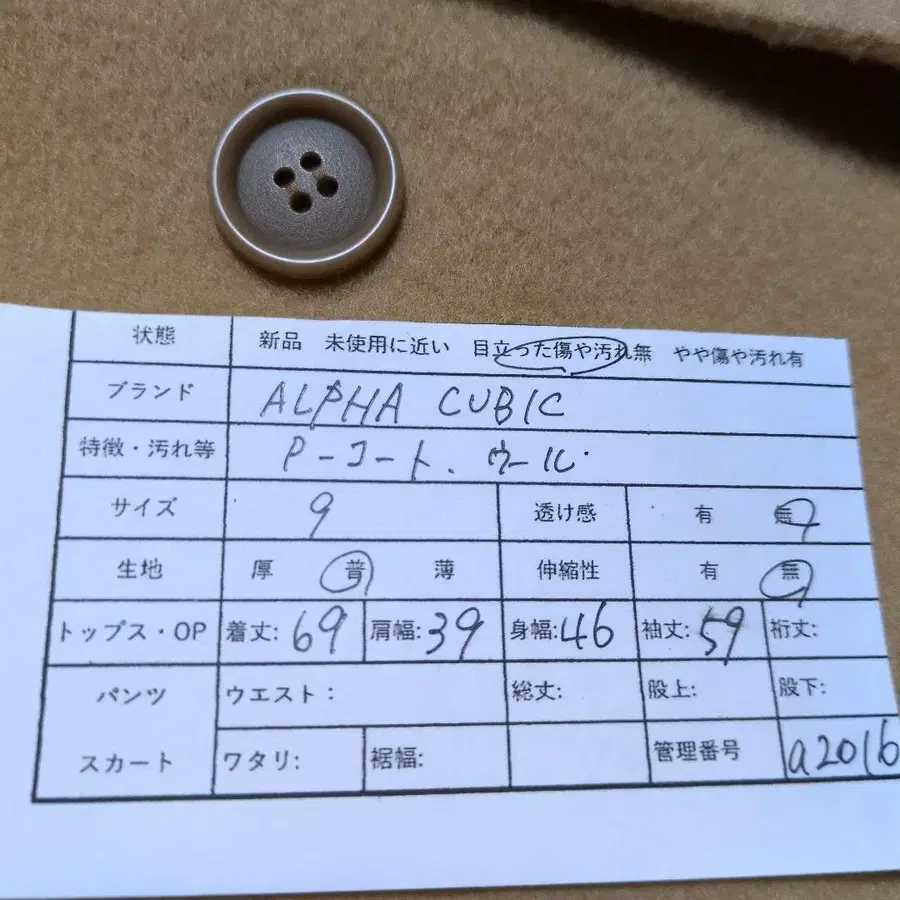 状態 新品 未使用に近い 目立った傷や汚れ無 やや傷や汚れ有
ブランド ALPHA CUBIC
特徴・汚れ等 P-コート、ウール
サイズ 9 透け感 有 無
生地 厚 普 薄 伸縮性 有 無
トップス・OP 着丈:69 肩幅:39 身幅:46 袖丈:59 裄丈:
パンツ ウエスト: 総丈: 股上: 股下:
スカート ワタリ: 裾幅: 管理番号 a2016